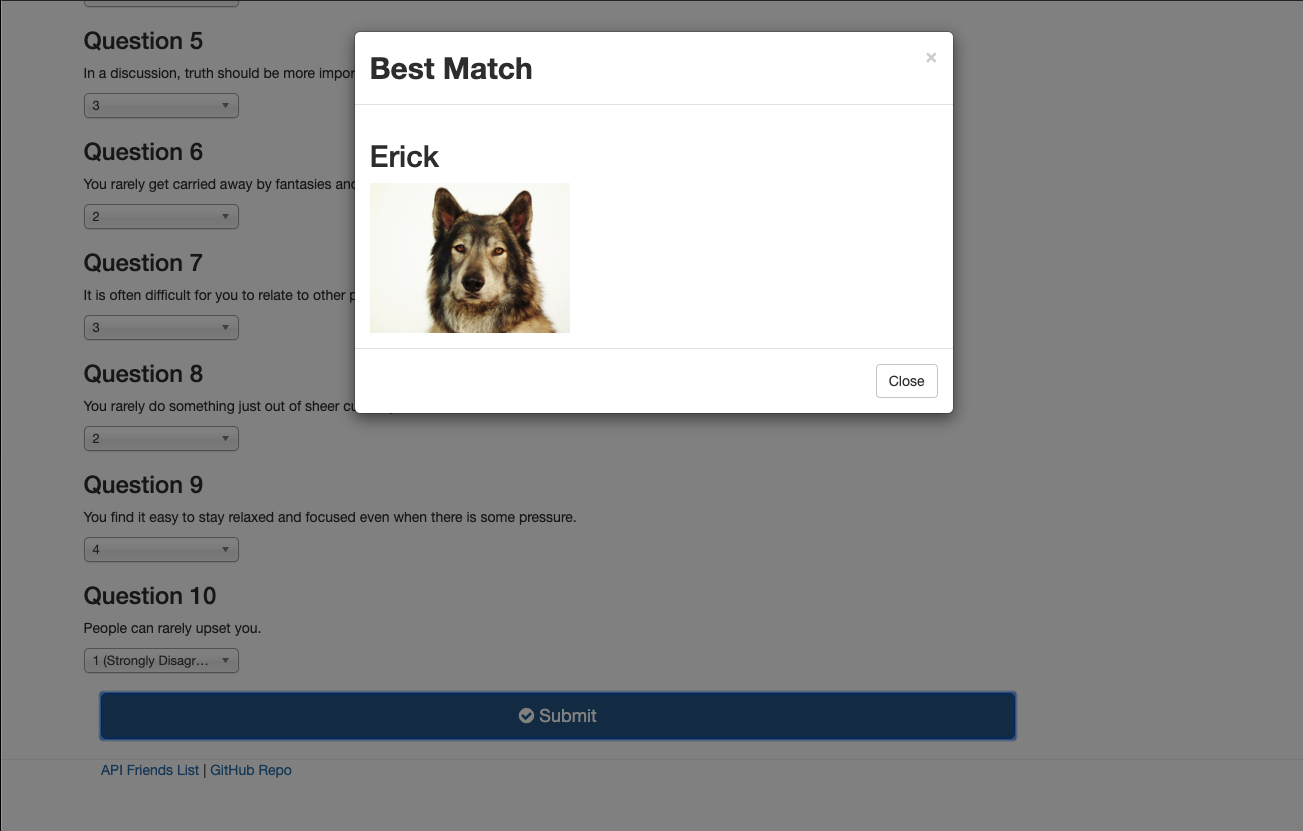 Question 5
In a discussion, truth should be more impor
3
Question 6
You rarely get carried away by fantasies and
2
Question 7
It is often difficult for you to relate to other p
3
Question 8
You rarely do something just out of sheer cu
2
Question 9
You find it easy to stay relaxed and focused even when there is some pressure.
4
Question 10
People can rarely upset you.
1 (Strongly Disagr…
Submit
API Friends List | GitHub Repo
Best Match
×
Erick
Close